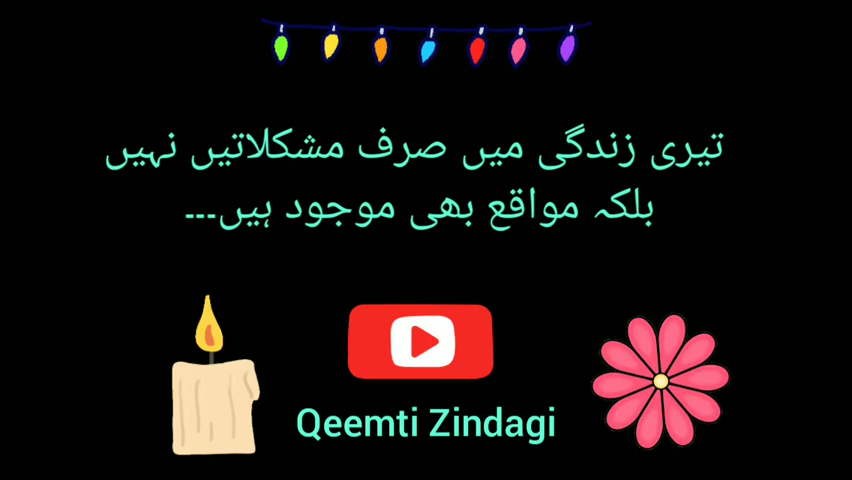 تیری زندگی میں صرف مشکلاتیں نہیں
بلکہ مواقع بھی موجود ہیں---
Qeemti Zindagi